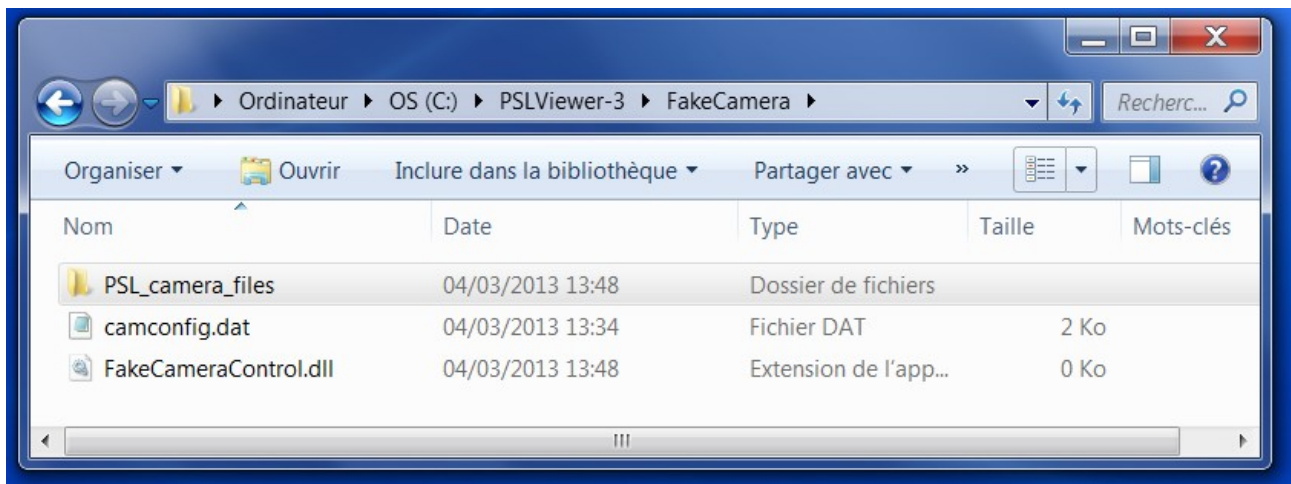 Ordinateur OS (C:) PSLViewer-3 FakeCamera Recherc...
Organiser Ouvrir Inclure dans la bibliothèque Partager avec »
Nom Date Type Taille Mots-clés
PSL_camera_files 04/03/2013 13:48 Dossier de fichiers
camconfig.dat 04/03/2013 13:34 Fichier DAT 2 Ko
FakeCameraControl.dll 04/03/2013 13:48 Extension de l'app... 0 Ko